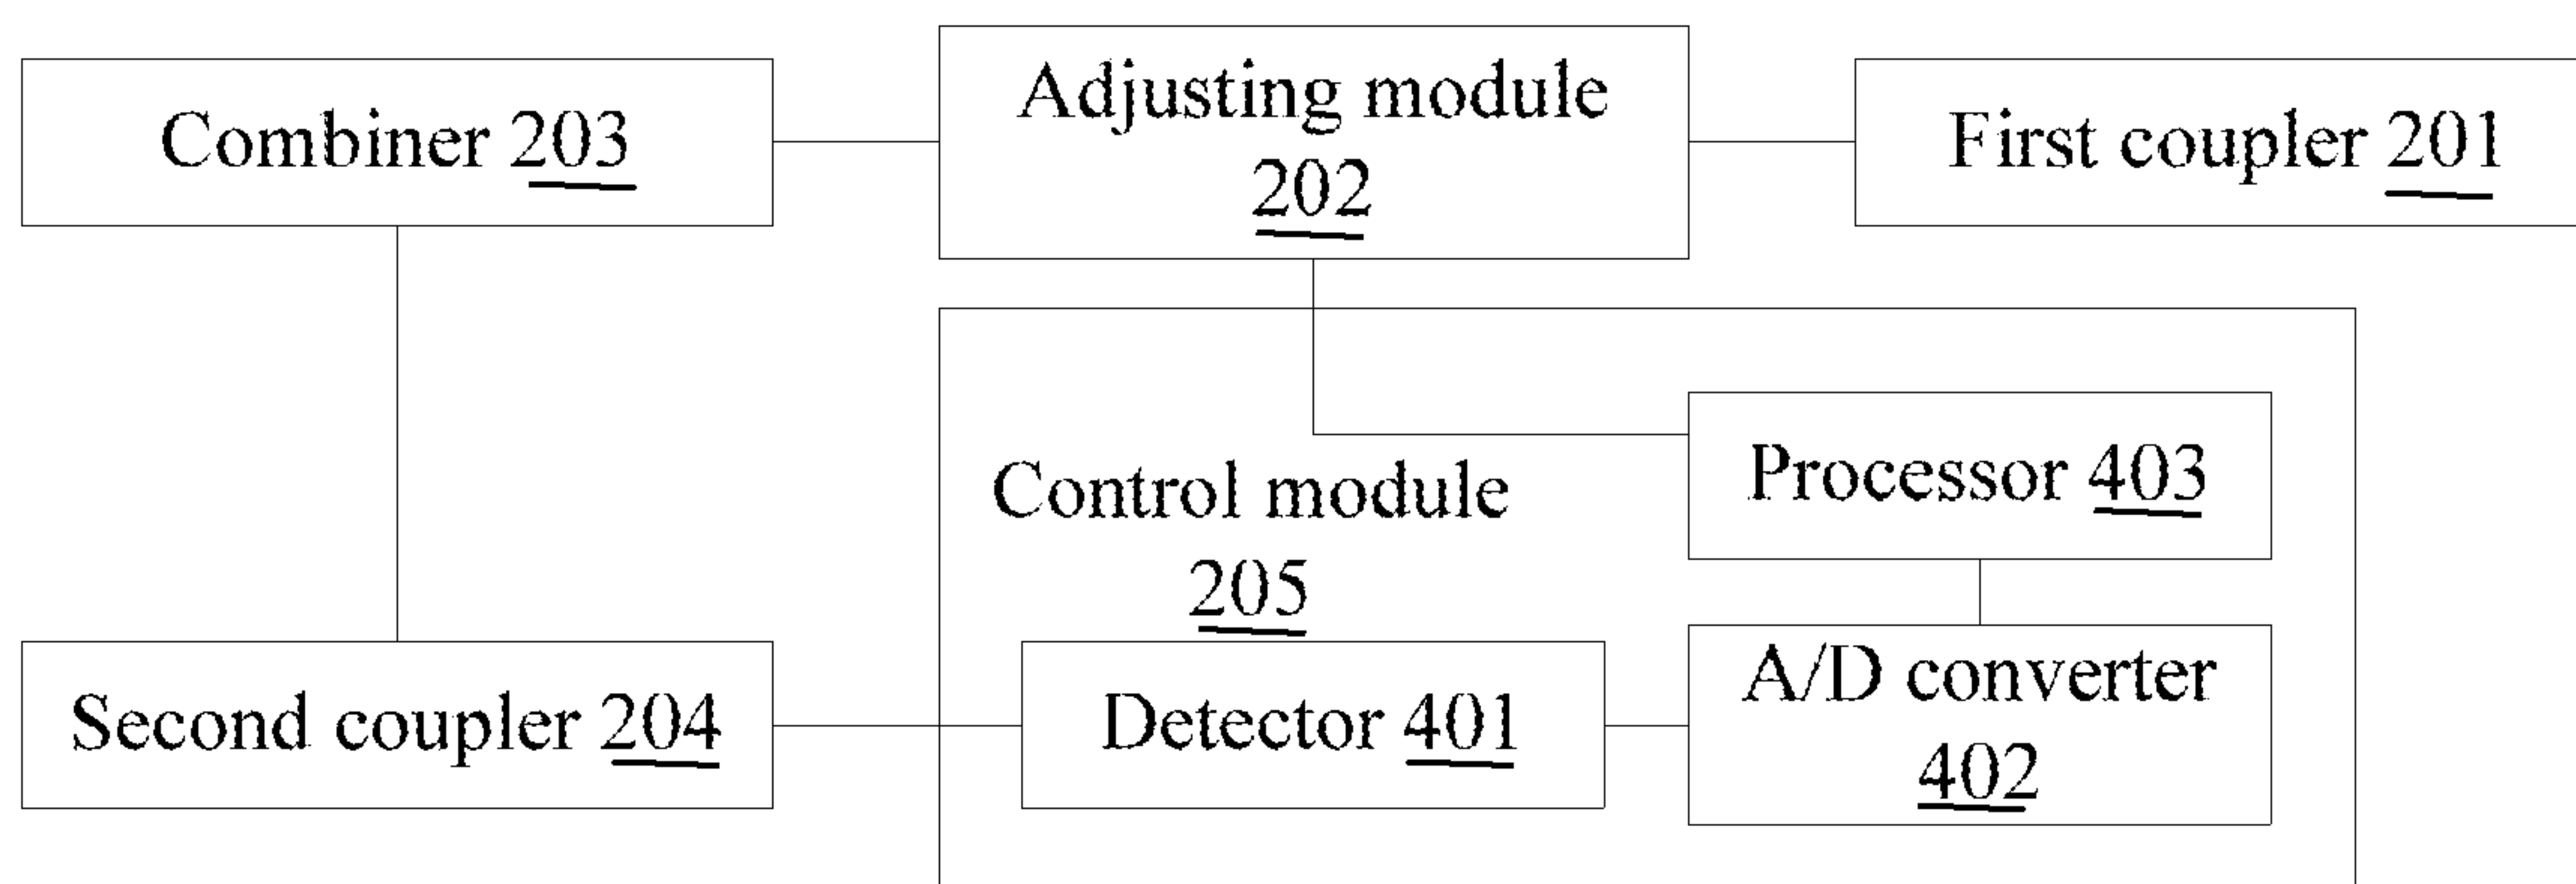 Combiner 203
Adjusting module
202
First coupler 201
Control module
205
Processor 403
Second coupler 204
Detector 401
A/D converter
402